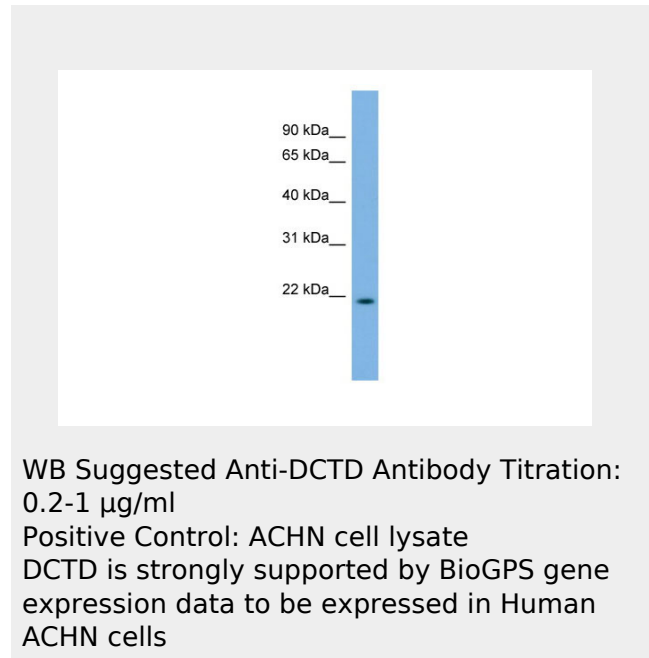 90 kDa__
65 kDa__
40 kDa__
31 kDa__
22 kDa__
WB Suggested Anti-DCTD Antibody Titration:
0.2-1 µg/ml
Positive Control: ACHN cell lysate
DCTD is strongly supported by BioGPS gene
expression data to be expressed in Human
ACHN cells